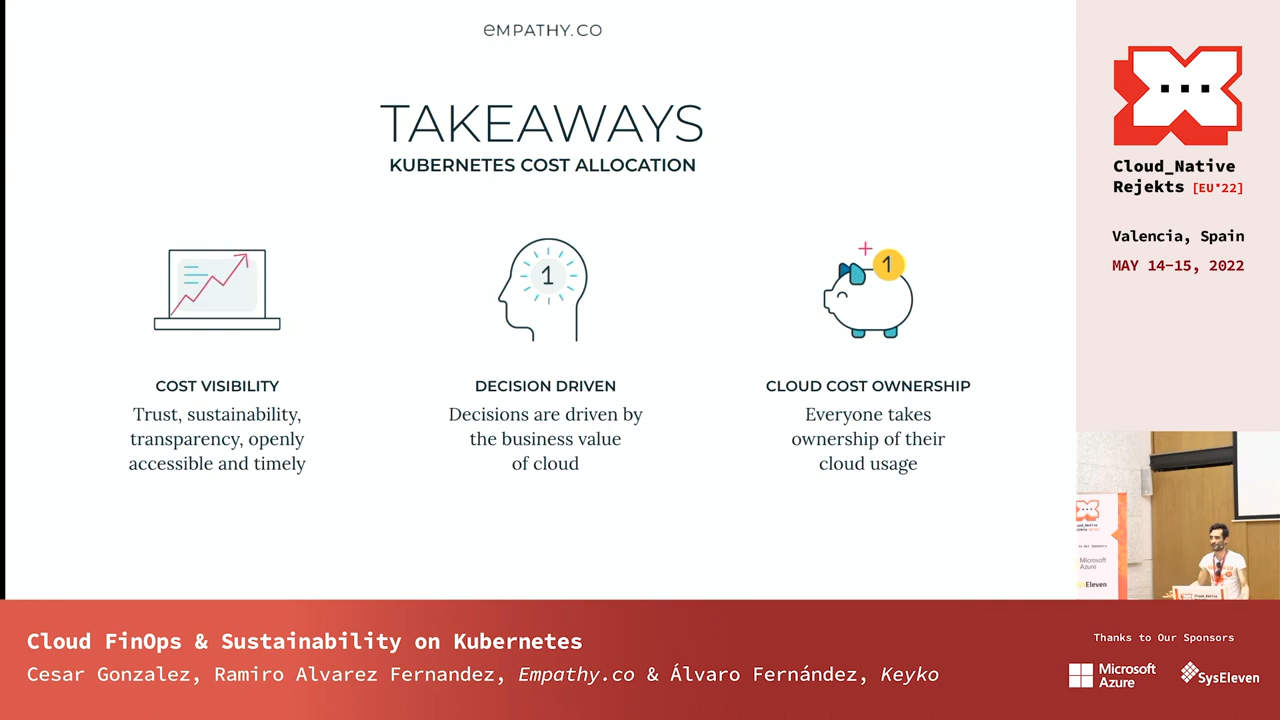 eMPATHY.CO
TAKEAWAYS
KUBERNETES COST ALLOCATION
1
1
COST VISIBILITY
Trust, sustainability,
transparency, openly
accessible and timely
DECISION DRIVEN
Decisions are driven by
the business value
of cloud
CLOUD COST OWNERSHIP
Everyone takes
ownership of their
cloud usage
Cloud_Native
Rejekts [EU*22]
Valencia, Spain
MAY 14-15, 2022
Microsoft
Azure
Cloud FinOps & Sustainability on Kubernetes
Cesar Gonzalez, Ramiro Alvarez Fernandez, Empathy.co & Álvaro Fernández, Keyko
Thanks to Our Sponsors
Microsoft
Azure
SysEleven